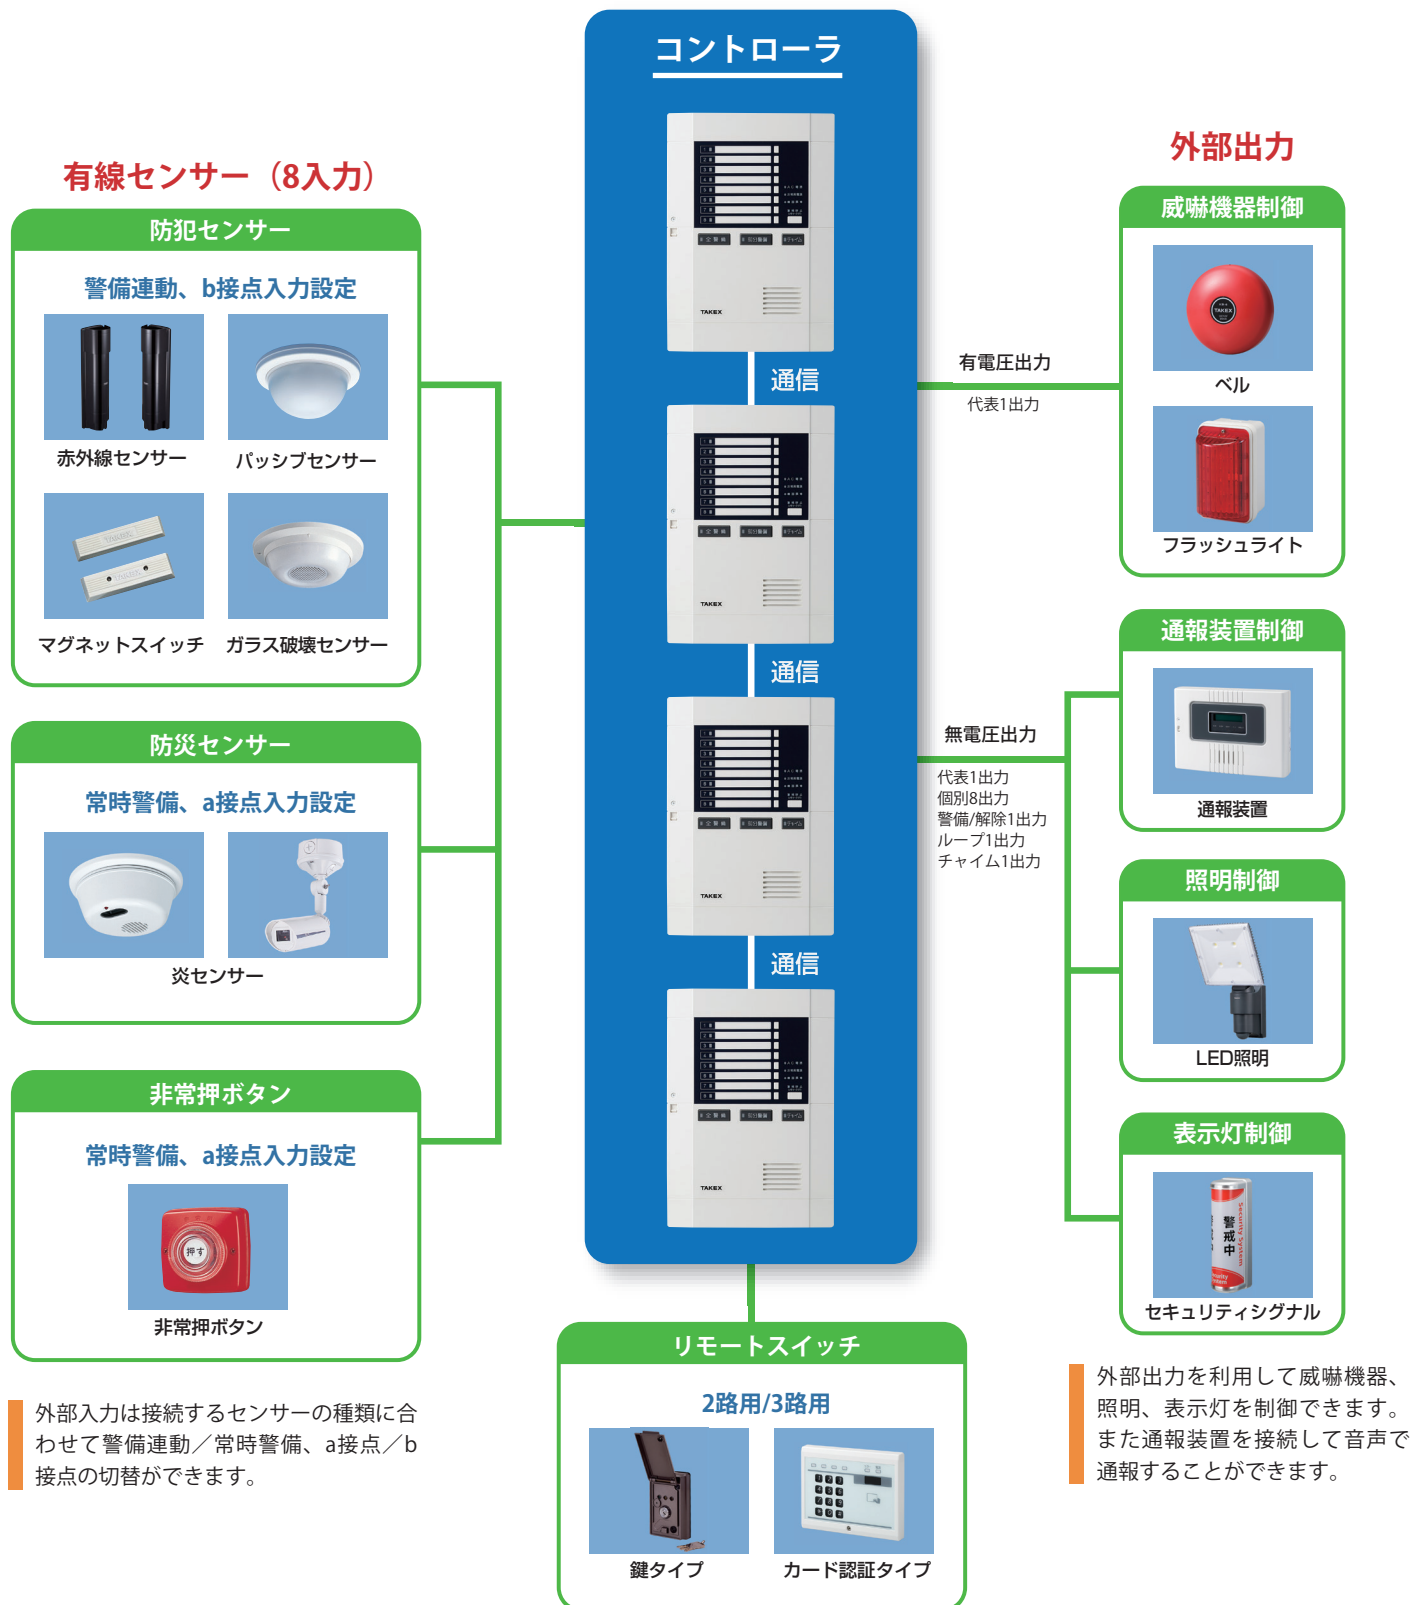 コントローラ
TAKEX
通信
TAKEX
通信
TAKEX
通信
TAKEX
有線センサー（8入力）
防犯センサー
警備連動、b接点入力設定
赤外線センサー
パッシブセンサー
マグネットスイッチ
ガラス破壊センサー
防災センサー
常時警備、a接点入力設定
炎センサー
非常押ボタン
常時警備、a接点入力設定
押す
非常押ボタン
外部入力は接続するセンサーの種類に合
わせて警備連動／常時警備、a接点／b
接点の切替ができます。
有電圧出力
代表1出力
無電圧出力
代表1出力
個別8出力
警備/解除1出力
ループ1出力
チャイム1出力
外部出力
威嚇機器制御
TAKEX
ベル
フラッシュライト
通報装置制御
通報装置
照明制御
LED照明
表示灯制御
警戒中
Security System
セキュリティシグナル
外部出力を利用して威嚇機器、
照明、表示灯を制御できます。
また通報装置を接続して音声で
通報することができます。
リモートスイッチ
2路用/3路用
鍵タイプ
カード認証タイプ